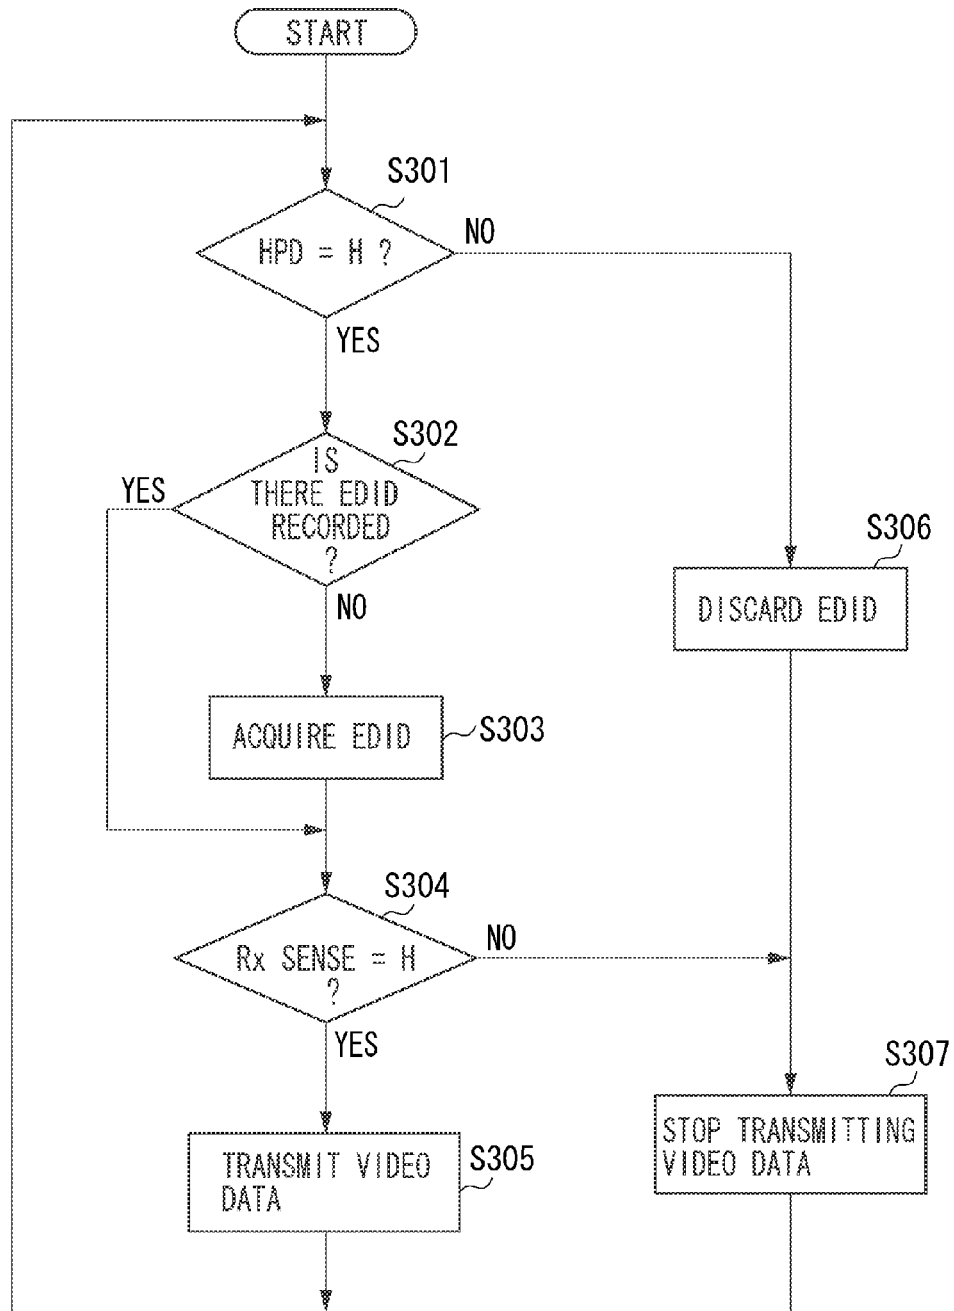 START
S301
HPD = H ?
NO
YES
S302
IS
THERE EDID
RECORDED
?
YES
NO
S306
DISCARD EDID
ACQUIRE EDID
S303
S304
Rx SENSE = H
?
NO
YES
S307
STOP TRANSMITTING
VIDEO DATA
TRANSMIT VIDEO
DATA
S305